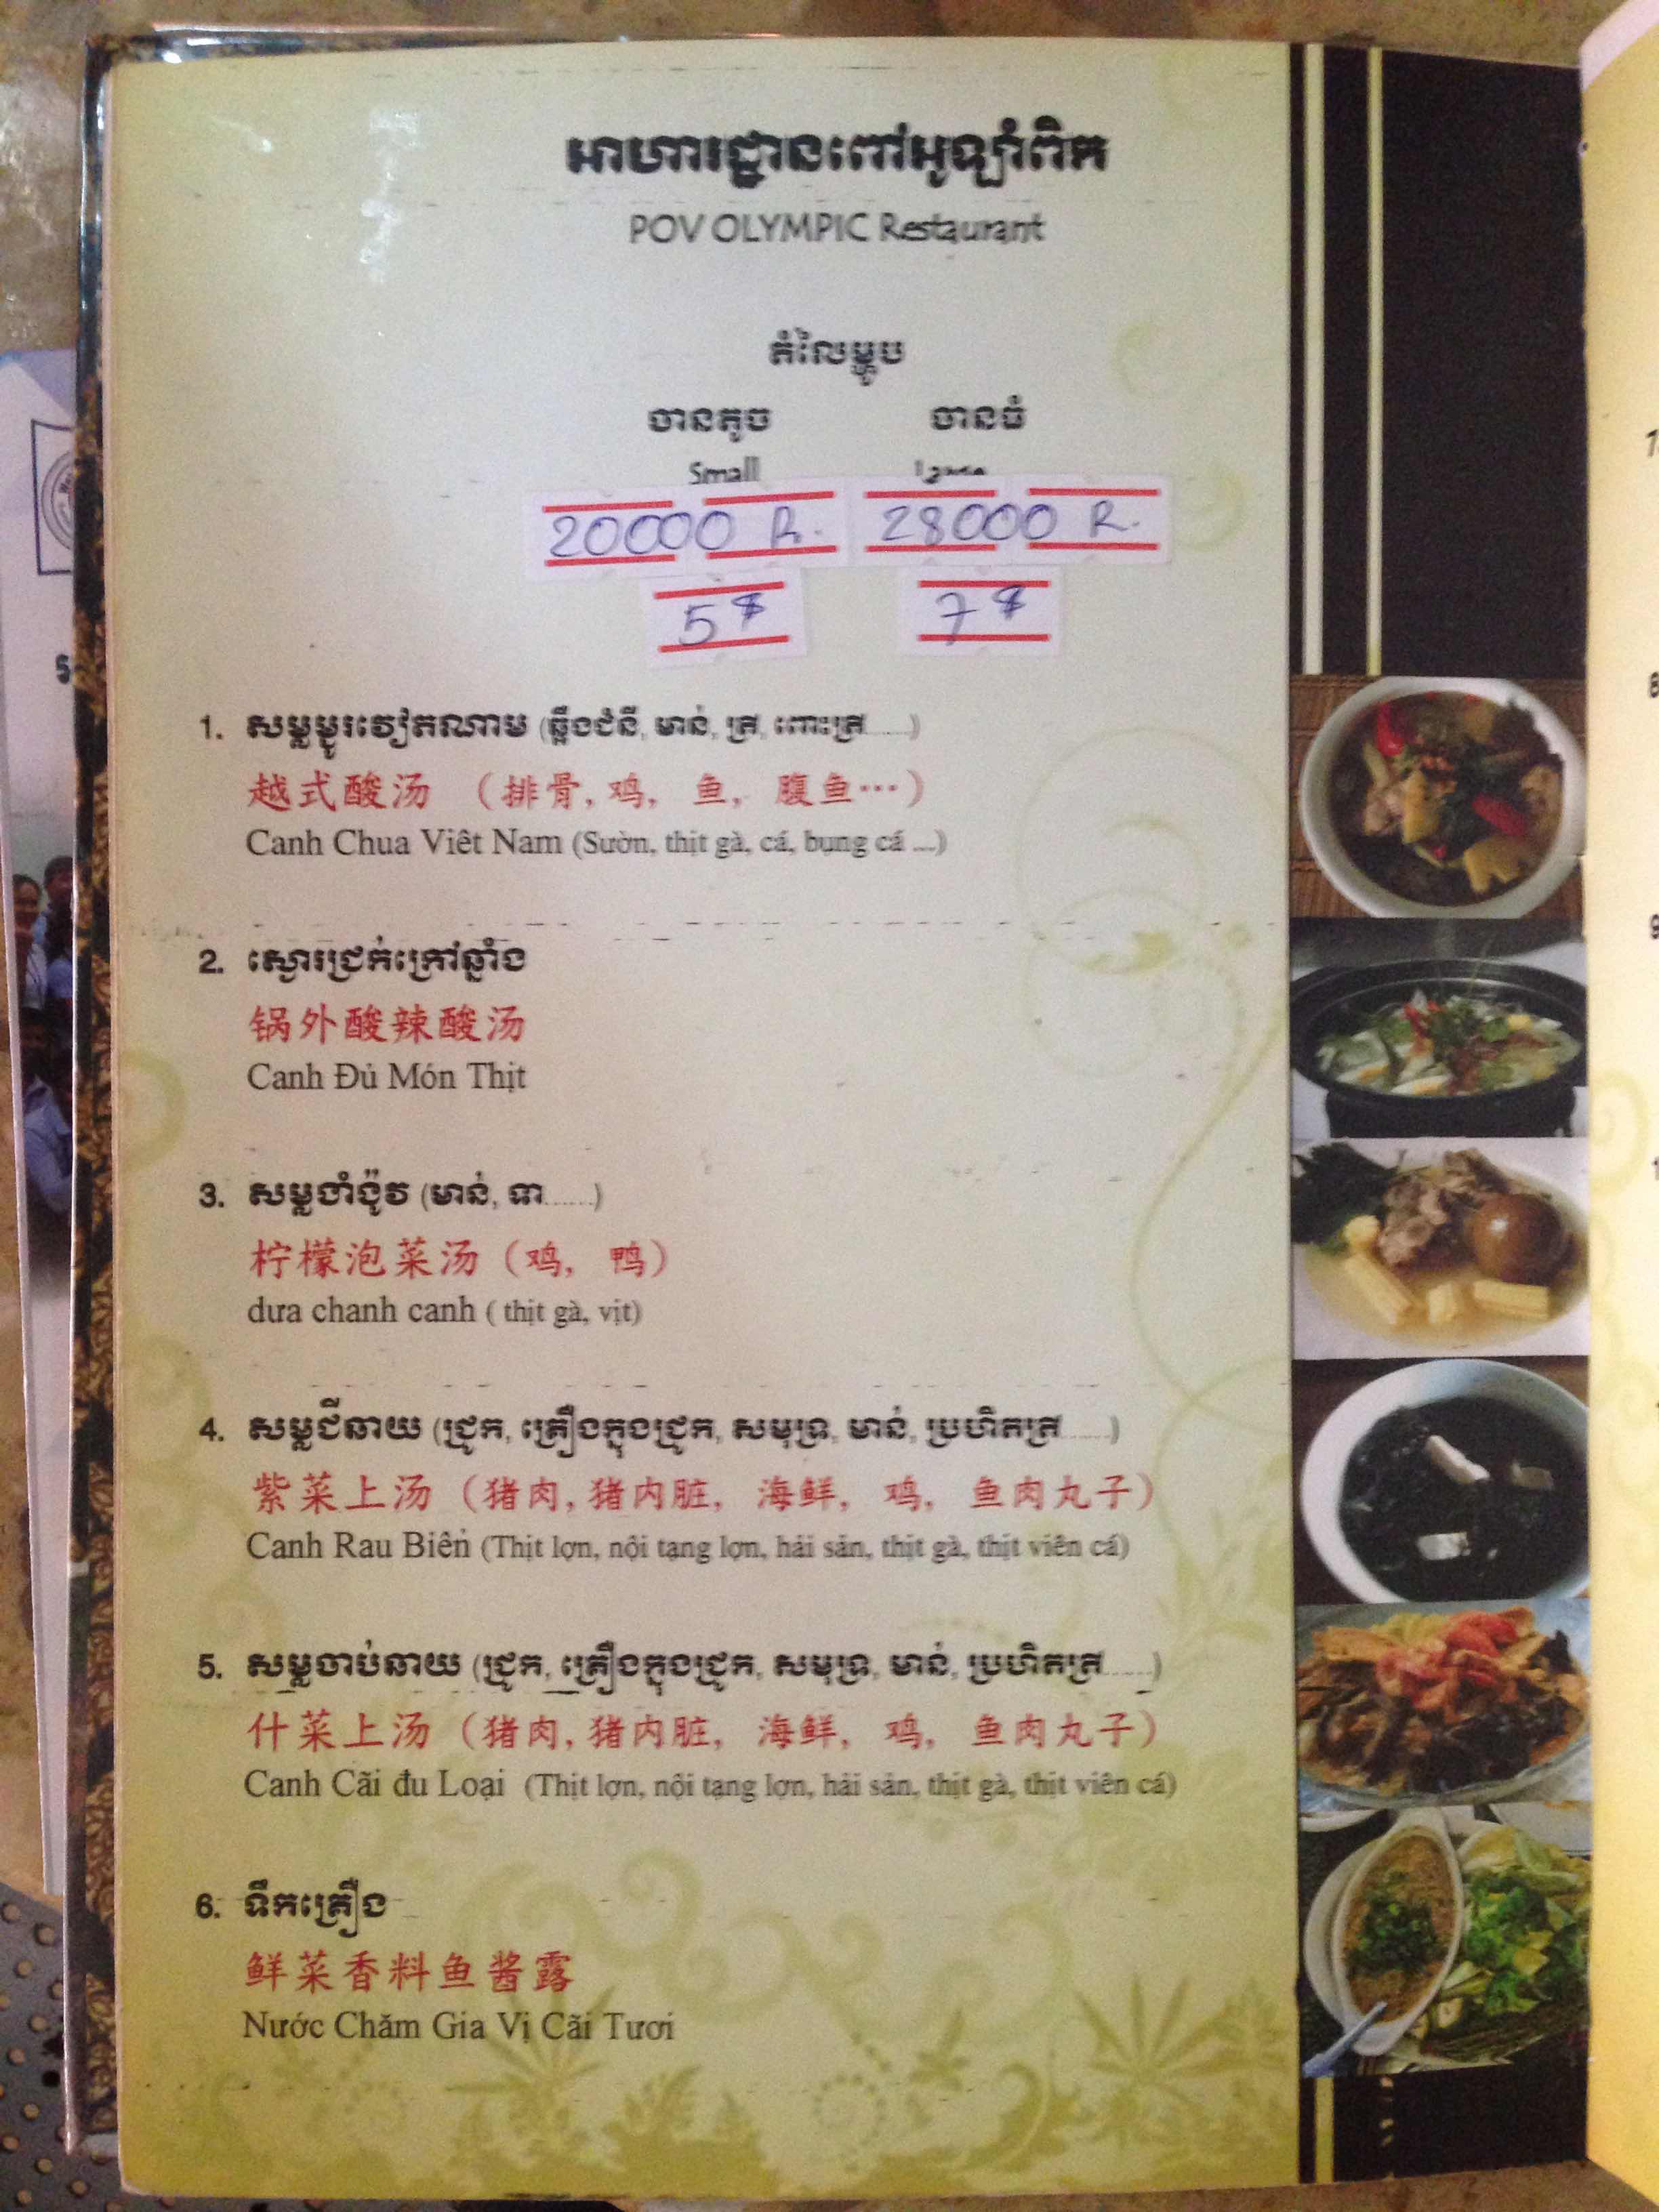 អាហារដ្ឋានពៅអូឡាំពិក
POV OLYMPIC Restaurant
តំលៃម្ហូប
ចានតូច ចានធំ
Small Large
20000 R. 28000 R.
5$ 7$
1. សម្លម្ជូរវៀតណាម (ឆ្អឹងជំនី, មាន់, ត្រី, ពោះត្រី......)
越式酸汤 （排骨, 鸡, 鱼, 腹鱼…）
Canh Chua Viêt Nam (Sườn, thịt gà, cá, bụng cá ...)
2. ស្ងោរជ្រក់ក្រៅឆ្នាំង
锅外酸辣酸汤
Canh Đủ Món Thịt
3. សម្លចាំង៉ូវ (មាន់, ទា......)
柠檬泡菜汤（鸡, 鸭）
dưa chanh canh ( thịt gà, vịt)
4. សម្លជីឆាយ (ជ្រូក, គ្រឿងក្នុងជ្រូក, សមុទ្រ, មាន់, ប្រហិតត្រី......)
紫菜上汤（猪肉, 猪内脏, 海鲜, 鸡, 鱼肉丸子）
Canh Rau Biển (Thịt lợn, nội tạng lợn, hải sản, thịt gà, thịt viên cá)
5. សម្លចាប់ឆាយ (ជ្រូក, គ្រឿងក្នុងជ្រូក, សមុទ្រ, មាន់, ប្រហិតត្រី......)
什菜上汤（猪肉, 猪内脏, 海鲜, 鸡, 鱼肉丸子）
Canh Cãi đu Loại (Thịt lợn, nội tạng lợn, hải sản, thịt gà, thịt viên cá)
6. ទឹកគ្រឿង
鲜菜香料鱼酱露
Nước Chăm Gia Vị Cãi Tươi